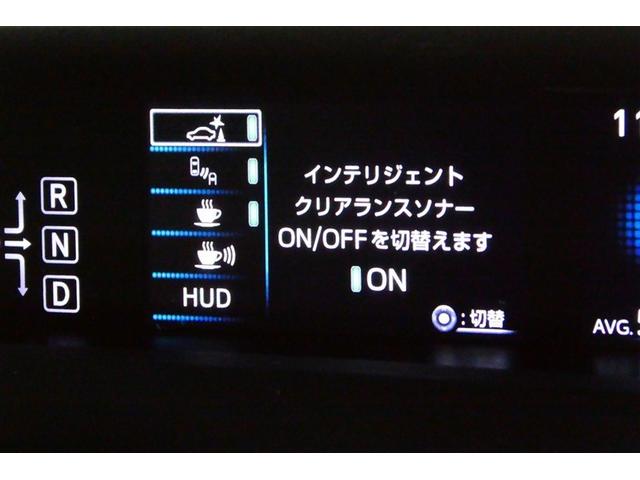 R
N
D
A
HUD
インテリジェント
クリアランスソナー
ON/OFFを切替えます
ON
:切替
11
AVG.